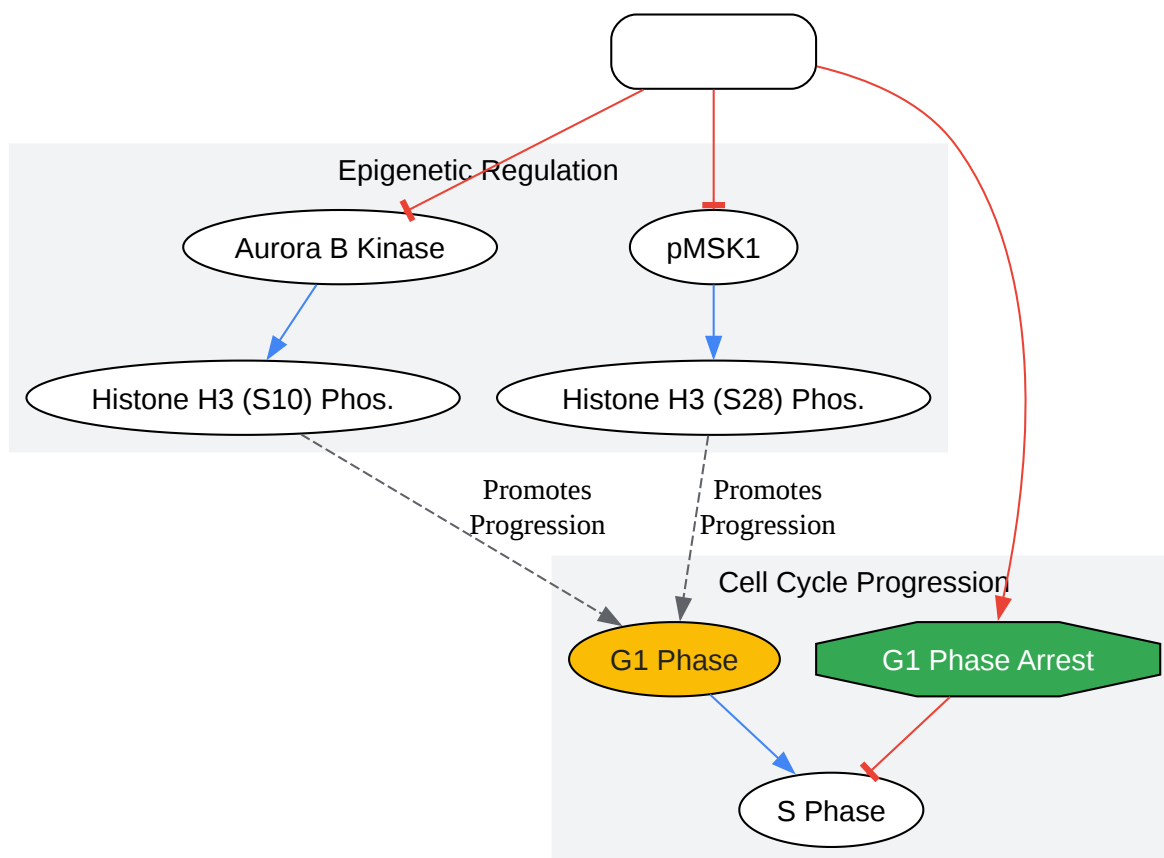 Epigenetic Regulation
Aurora B Kinase
pMSK1
Histone H3 (S10) Phos.
Histone H3 (S28) Phos.
Promotes
Progression
Promotes
Progression
Cell Cycle Progression
G1 Phase
G1 Phase Arrest
S Phase